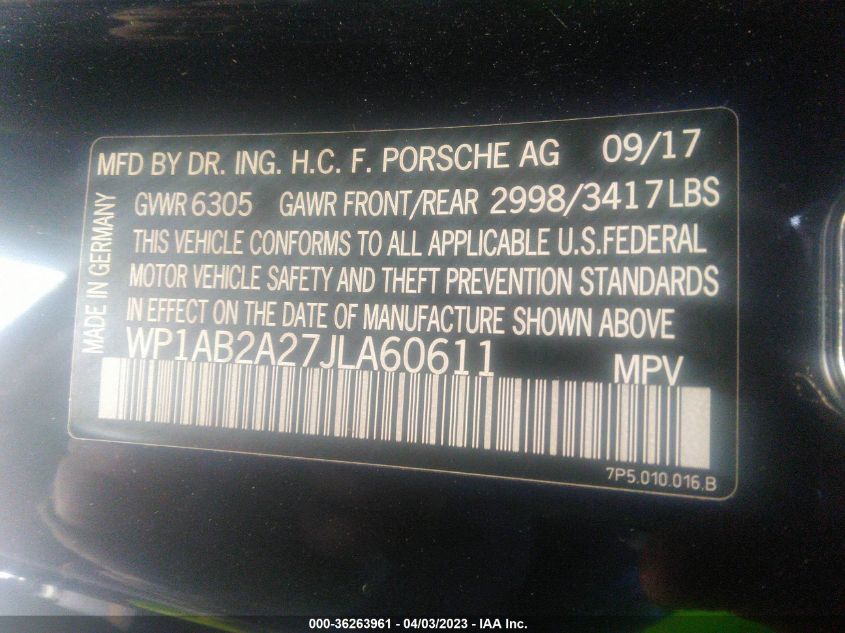 MFD BY DR. ING. H.C. F. PORSCHE AG 09/17
GVWR 6305 GAWR FRONT/REAR 2998/3417 LBS
THIS VEHICLE CONFORMS TO ALL APPLICABLE U.S.FEDERAL
MOTOR VEHICLE SAFETY AND THEFT PREVENTION STANDARDS
IN EFFECT ON THE DATE OF MANUFACTURE SHOWN ABOVE
WP1AB2A27JLA60611 MPV
MADE IN GERMANY
7P5.010.016.B
000-36263961 - 04/03/2023 - IAA Inc.